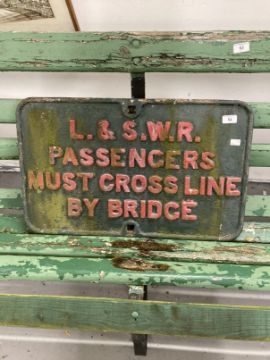 L. & S.W.R.
PASSENGERS
MUST CROSS LINE
BY BRIDGE